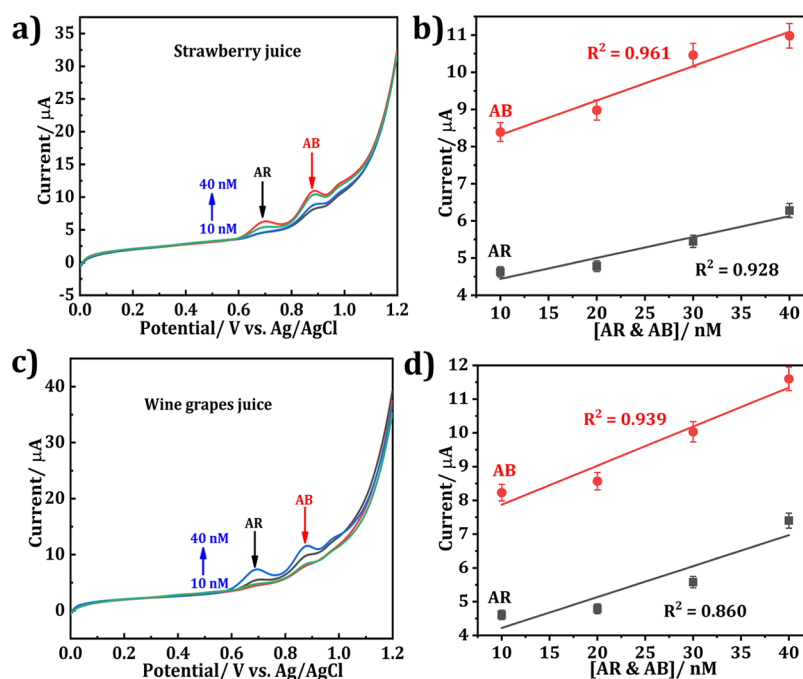 a)
Strawberry juice
Current/ μA
35
30
25
20
15
10
5
0
-5
40 nM
10 nM
AR
AB
0.0 0.2 0.4 0.6 0.8 1.0 1.2
Potential/ V vs. Ag/AgCl
b)
Current/ μA
11
10
9
8
7
6
5
4
R² = 0.961
AB
AR
R² = 0.928
10 15 20 25 30 35 40
[AR & AB]/ nM
c)
Wine grapes juice
Current/ μA
40
30
20
10
0
40 nM
10 nM
AR
AB
0.0 0.2 0.4 0.6 0.8 1.0 1.2
Potential/ V vs. Ag/AgCl
d)
Current/ μA
12
11
10
9
8
7
6
5
4
R² = 0.939
AB
AR
R² = 0.860
10 15 20 25 30 35 40
[AR & AB]/ nM